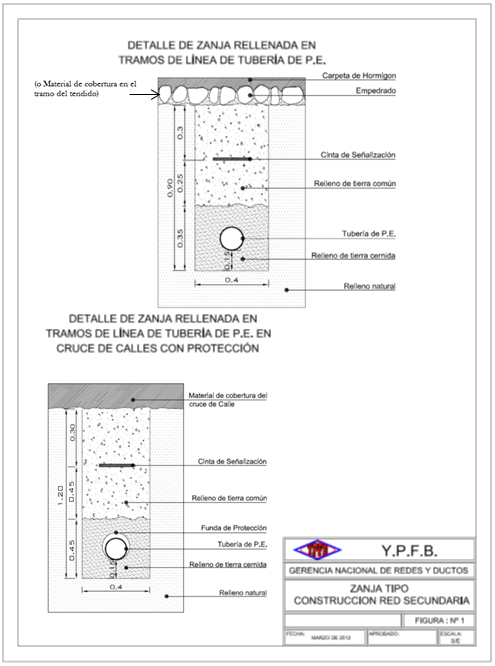 DETALLE DE ZANJA RELLENADA EN
TRAMOS DE LÍNEA DE TUBERÍA DE P.E.
(o Material de cobertura en el
tramo del tendido)
Carpeta de Hormigon
Empedrado
Cinta de Señalización
Relleno de tierra común
Tubería de P.E.
Relleno de tierra cernida
Relleno natural
0.3
0.25
0.90
0.35
0.15
0.4
DETALLE DE ZANJA RELLENADA EN
TRAMOS DE LÍNEA DE TUBERÍA DE P.E. EN
CRUCE DE CALLES CON PROTECCIÓN
Material de cobertura del
cruce de Calle
Cinta de Señalización
Relleno de tierra común
Funda de Protección
Tubería de P.E.
Relleno de tierra cernida
Relleno natural
0.30
1.20
0.45
0.45
0.4
Y.P.F.B.
GERENCIA NACIONAL DE REDES Y DUCTOS
ZANJA TIPO
CONSTRUCCION RED SECUNDARIA
FIGURA : Nº 1
FECHA:
MARZO DE 2012
APROBADO:
ESCALA:
S/E